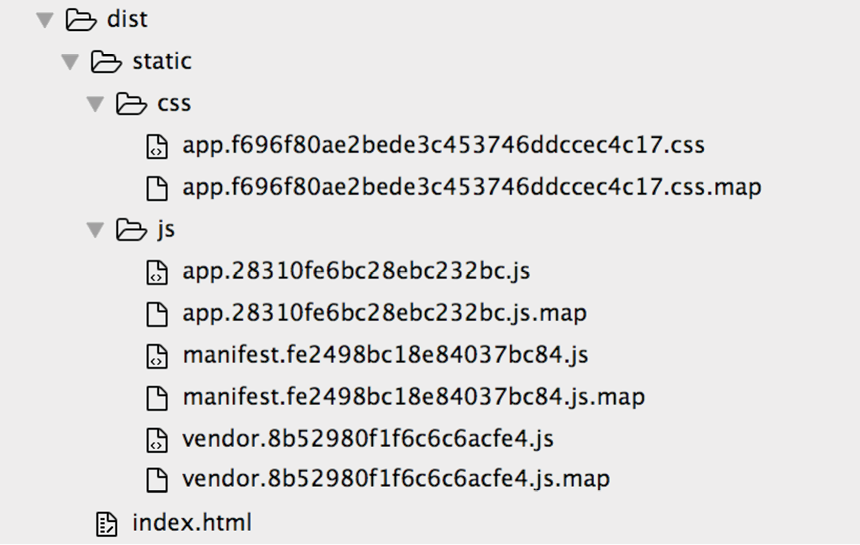 dist
static
css
app.f696f80ae2bede3c453746ddccec4c17.css
app.f696f80ae2bede3c453746ddccec4c17.css.map
js
app.28310fe6bc28ebc232bc.js
app.28310fe6bc28ebc232bc.js.map
manifest.fe2498bc18e84037bc84.js
manifest.fe2498bc18e84037bc84.js.map
vendor.8b52980f1f6c6c6acfe4.js
vendor.8b52980f1f6c6c6acfe4.js.map
index.html